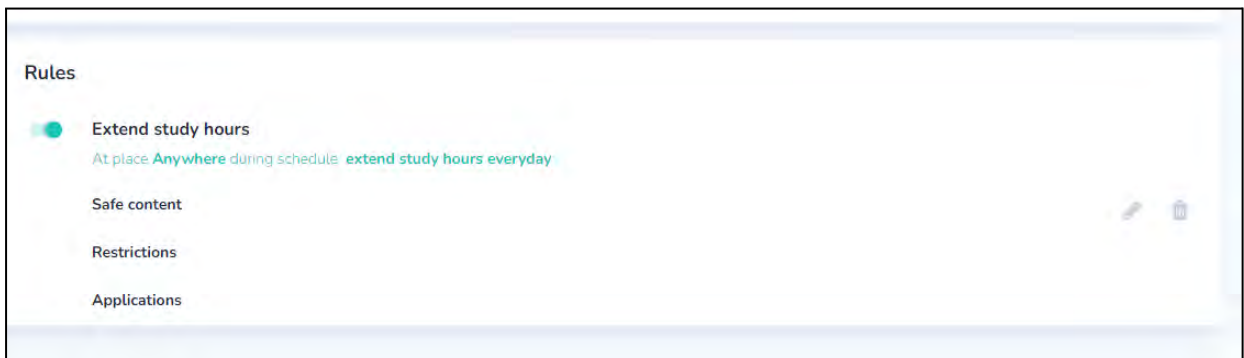 Rules
Extend study hours
At place Anywhere during schedule extend study hours everyday
Safe content
Restrictions
Applications